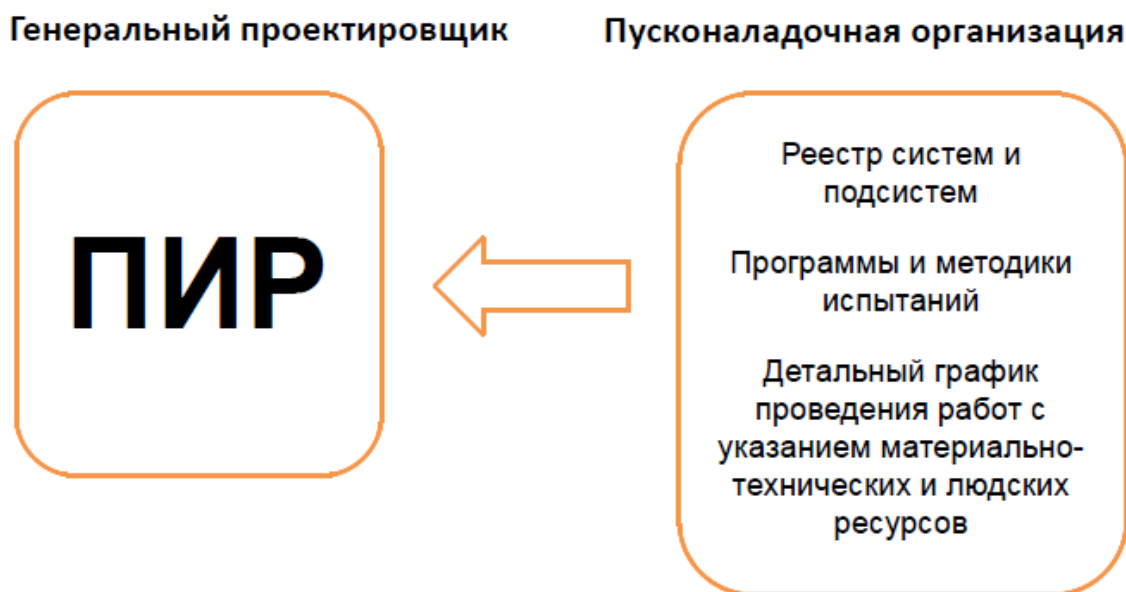 Генеральный проектировщик
Пусконаладочная организация
ПИР
Реестр систем и
подсистем
Программы и методики
испытаний
Детальный график
проведения работ с
указанием материально-
технических и людских
ресурсов